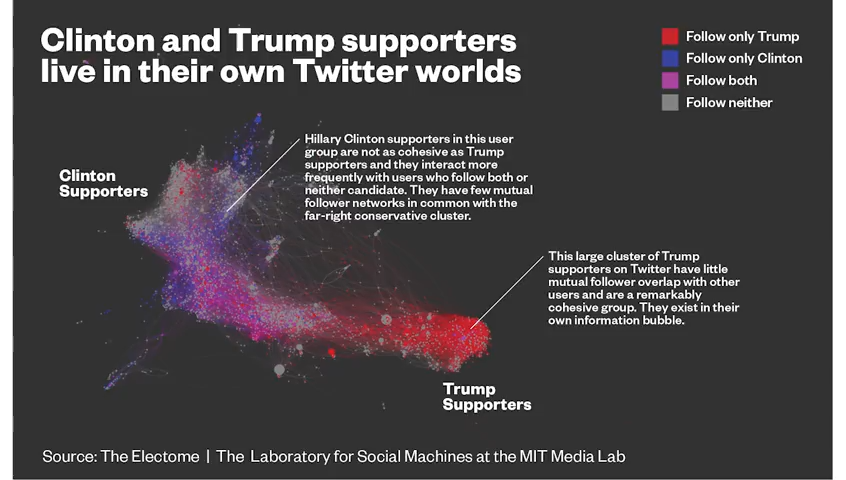 Clinton and Trump supporters
live in their own Twitter worlds
Follow only Trump
Follow only Clinton
Follow both
Follow neither
Clinton
Supporters
Hillary Clinton supporters in this user
group are not as cohesive as Trump
supporters and they interact more
frequently with users who follow both or
neither candidate. They have few mutual
follower networks in common with the
far-right conservative cluster.
This large cluster of Trump
supporters on Twitter have little
mutual follower overlap with other
users and are a remarkably
cohesive group. They exist in their
own information bubble.
Trump
Supporters
Source: The Electome | The Laboratory for Social Machines at the MIT Media Lab